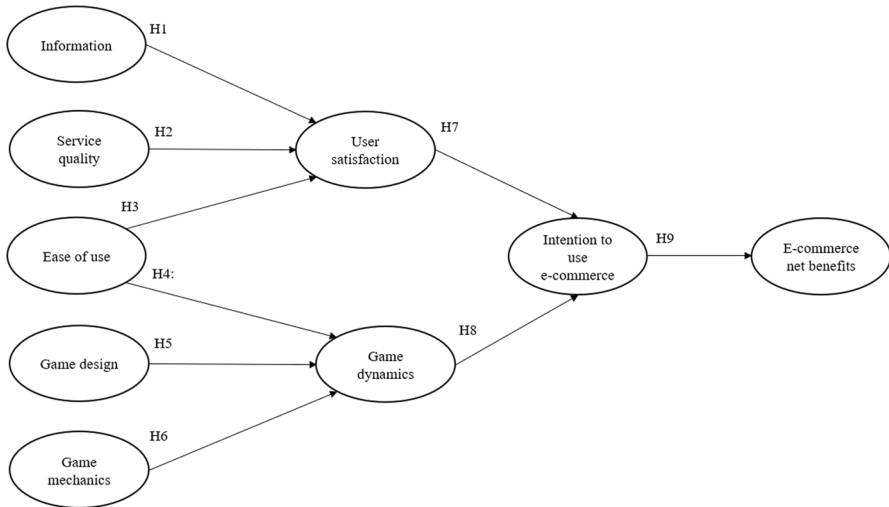 Information
H1
Service
quality
H2
User
satisfaction
H7
H3
Ease of use
H4:
Intention to
use
e-commerce
H9
E-commerce
net benefits
Game design
H5
Game
dynamics
H8
H6
Game
mechanics